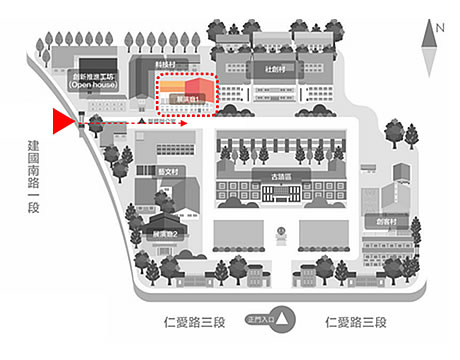 N
科技村
社創村
創新推進工坊
(Open house)
展演場1
建國南路一段
藝文村
古蹟區
展演場2
創客村
仁愛路三段
正門入口
仁愛路三段